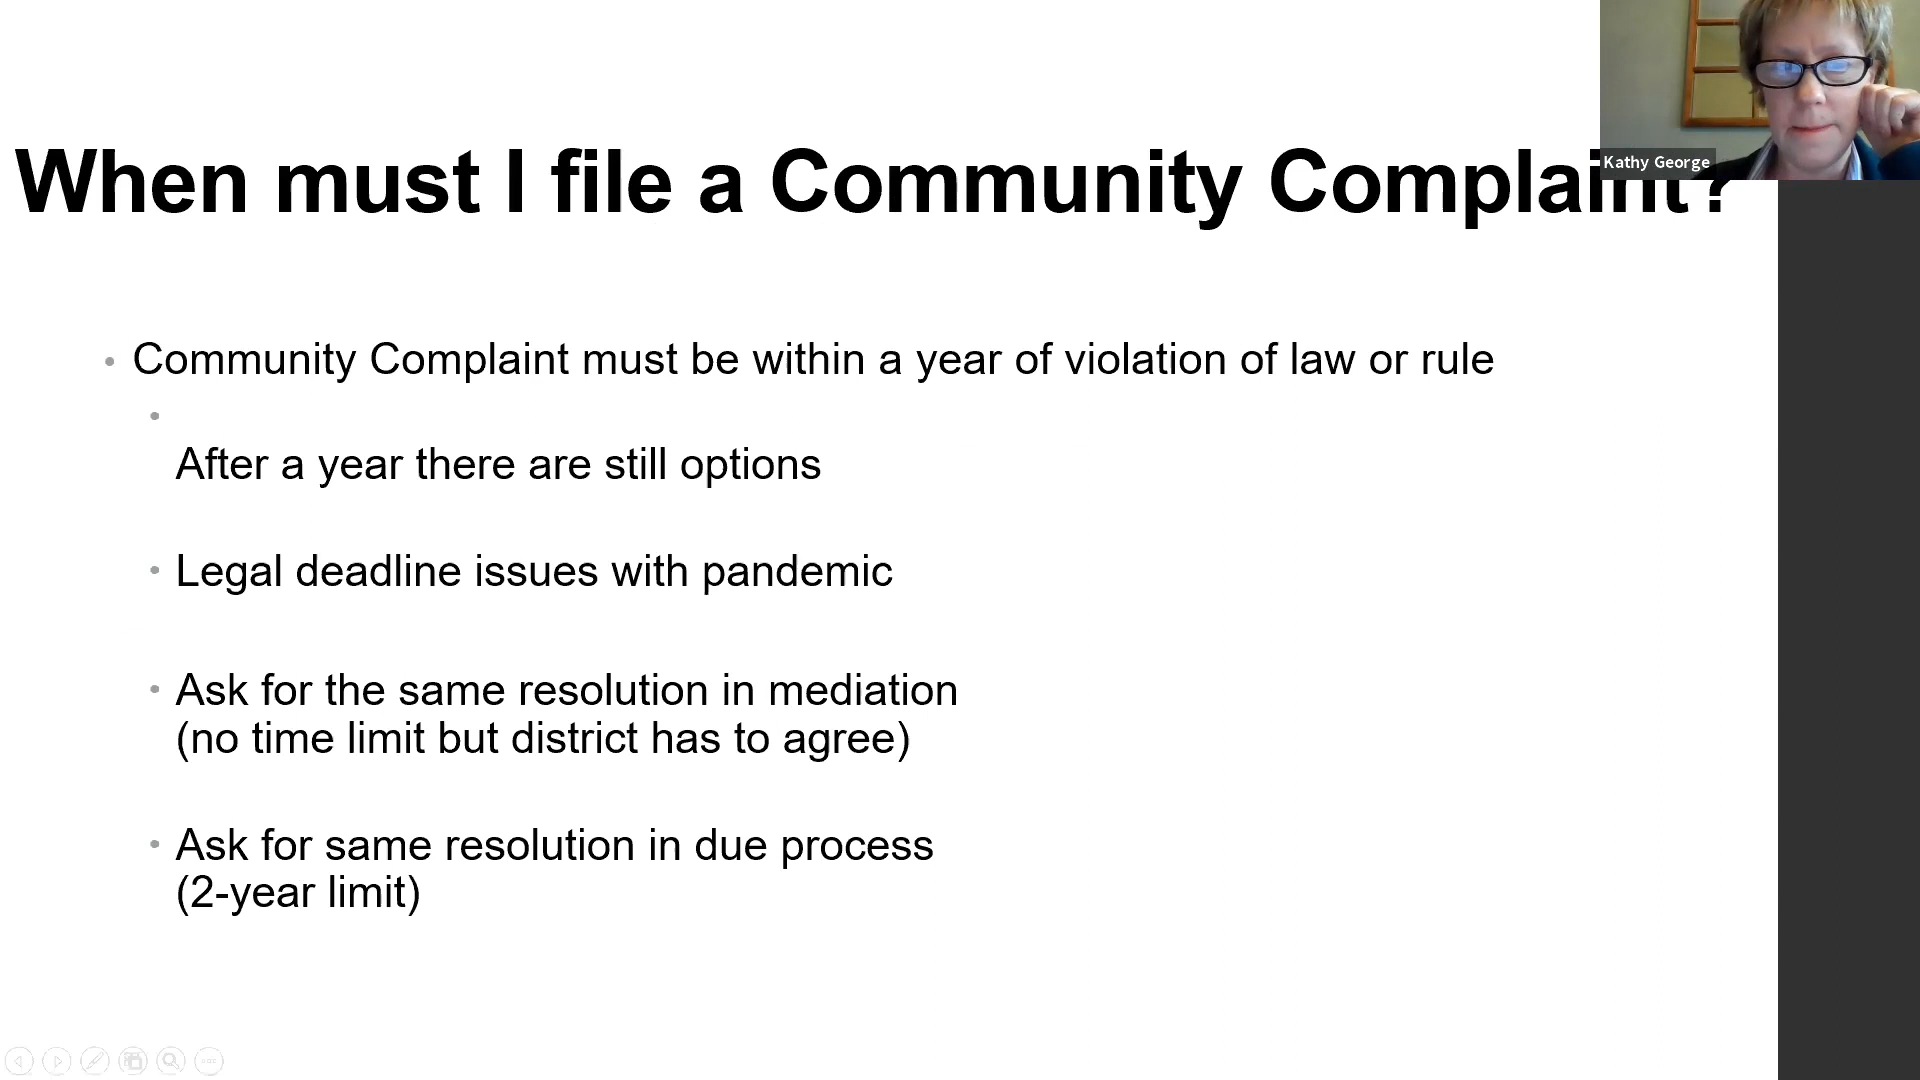 Kathy George
When must I file a Community Complaint?
• Community Complaint must be within a year of violation of law or rule
•
After a year there are still options
• Legal deadline issues with pandemic
• Ask for the same resolution in mediation
(no time limit but district has to agree)
• Ask for same resolution in due process
(2-year limit)